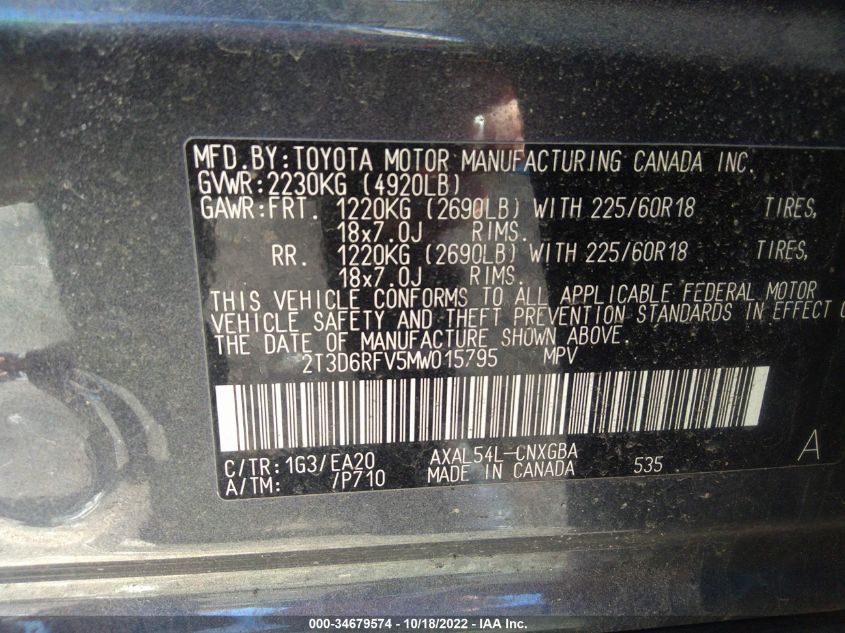 MFD.BY:TOYOTA MOTOR MANUFACTURING CANADA INC.
GVWR:2230KG (4920LB)
GAWR:FRT. 1220KG (2690LB) WITH 225/60R18 TIRES,
18x7.0J RIMS.
RR. 1220KG (2690LB) WITH 225/60R18 TIRES,
18x7.0J RIMS.
THIS VEHICLE CONFORMS TO ALL APPLICABLE FEDERAL MOTOR
VEHICLE SAFETY AND THEFT PREVENTION STANDARDS IN EFFECT
THE DATE OF MANUFACTURE SHOWN ABOVE.
2T3D6RFV5MW015795 MPV
C/TR:1G3/EA20 AXAL54L-CNXGBA
A/TM: /P710 MADE IN CANADA 535 A
000-34679574 - 10/18/2022 - IAA Inc.